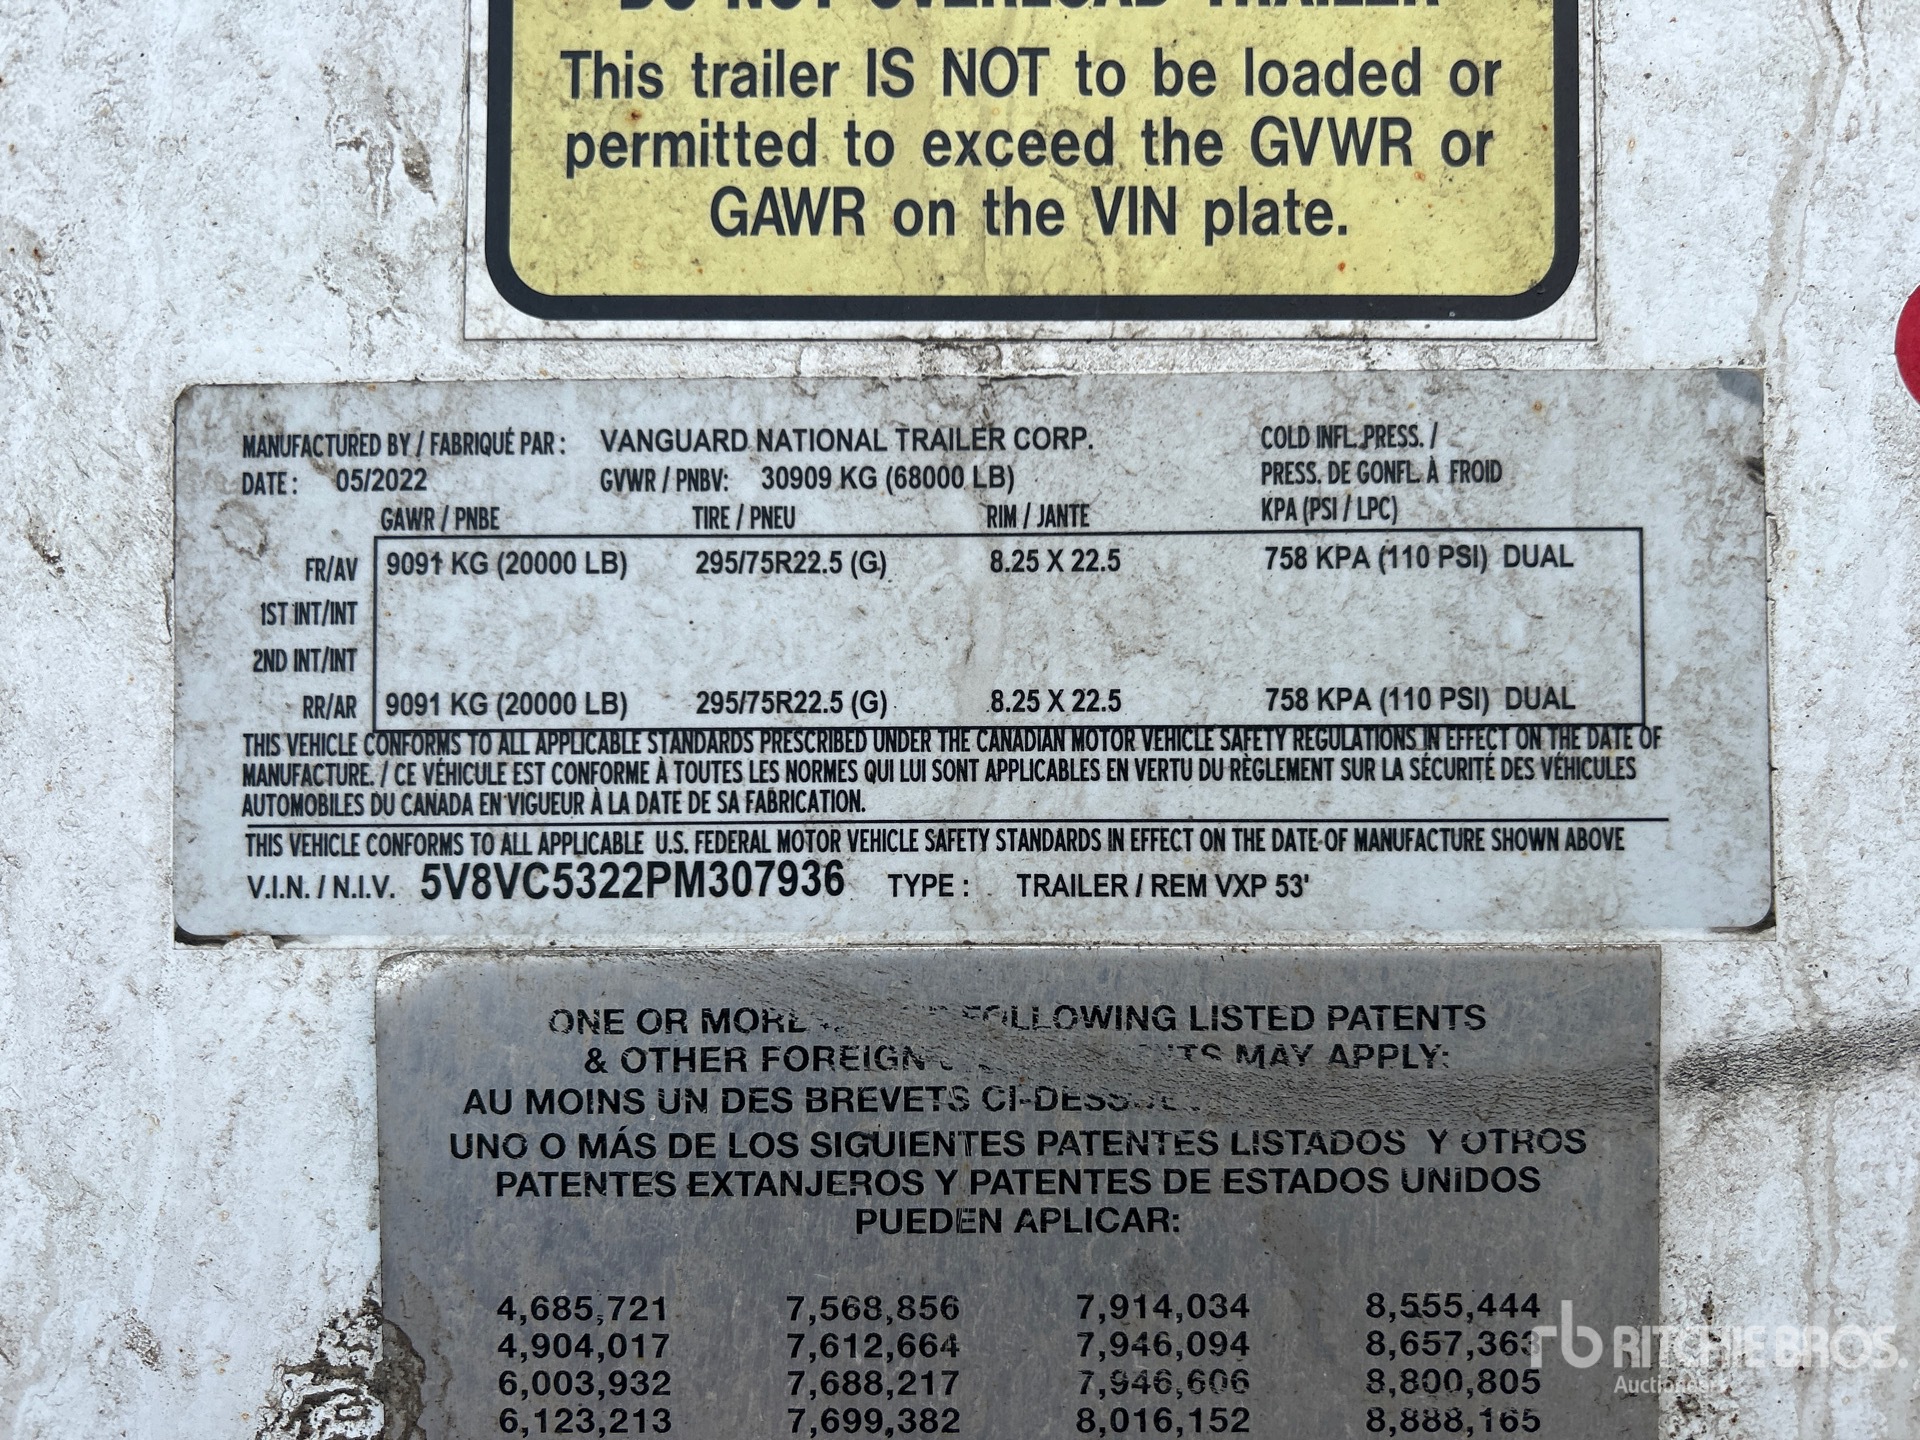 DO NOT OVERLOAD TRAILER
This trailer IS NOT to be loaded or
permitted to exceed the GVWR or
GAWR on the VIN plate.
MANUFACTURED BY / FABRIQUÉ PAR : VANGUARD NATIONAL TRAILER CORP. COLD INFL.PRESS. /
DATE : 05/2022 GVWR / PNBV: 30909 KG (68000 LB) PRESS. DE GONFL. À FROID
GAWR / PNBE TIRE / PNEU RIM / JANTE KPA (PSI / LPC)
FR/AV 9091 KG (20000 LB) 295/75R22.5 (G) 8.25 X 22.5 758 KPA (110 PSI) DUAL
1ST INT/INT
2ND INT/INT
RR/AR 9091 KG (20000 LB) 295/75R22.5 (G) 8.25 X 22.5 758 KPA (110 PSI) DUAL
THIS VEHICLE CONFORMS TO ALL APPLICABLE STANDARDS PRESCRIBED UNDER THE CANADIAN MOTOR VEHICLE SAFETY REGULATIONS IN EFFECT ON THE DATE OF
MANUFACTURE. / CE VÉHICULE EST CONFORME À TOUTES LES NORMES QUI LUI SONT APPLICABLES EN VERTU DU RÈGLEMENT SUR LA SÉCURITÉ DES VÉHICULES
AUTOMOBILES DU CANADA EN VIGUEUR À LA DATE DE SA FABRICATION.
THIS VEHICLE CONFORMS TO ALL APPLICABLE U.S. FEDERAL MOTOR VEHICLE SAFETY STANDARDS IN EFFECT ON THE DATE OF MANUFACTURE SHOWN ABOVE
V.I.N. / N.I.V. 5V8VC5322PM307936 TYPE : TRAILER / REM VXP 53'
ONE OR MORE FOLLOWING LISTED PATENTS
& OTHER FOREIGN MAY APPLY:
AU MOINS UN DES BREVETS
UNO O MÁS DE LOS SIGUIENTES PATENTES LISTADOS Y OTROS
PATENTES EXTANJEROS Y PATENTES DE ESTADOS UNIDOS
PUEDEN APLICAR:
4,685,721 7,568,856 7,914,034 8,555,444
4,904,017 7,612,664 7,946,094 8,657,363
6,003,932 7,688,217 7,946,606 8,800,805
6,123,213 7,699,382 8,016,152 8,888,165
rb RITCHIE BROS.
Auctioneers